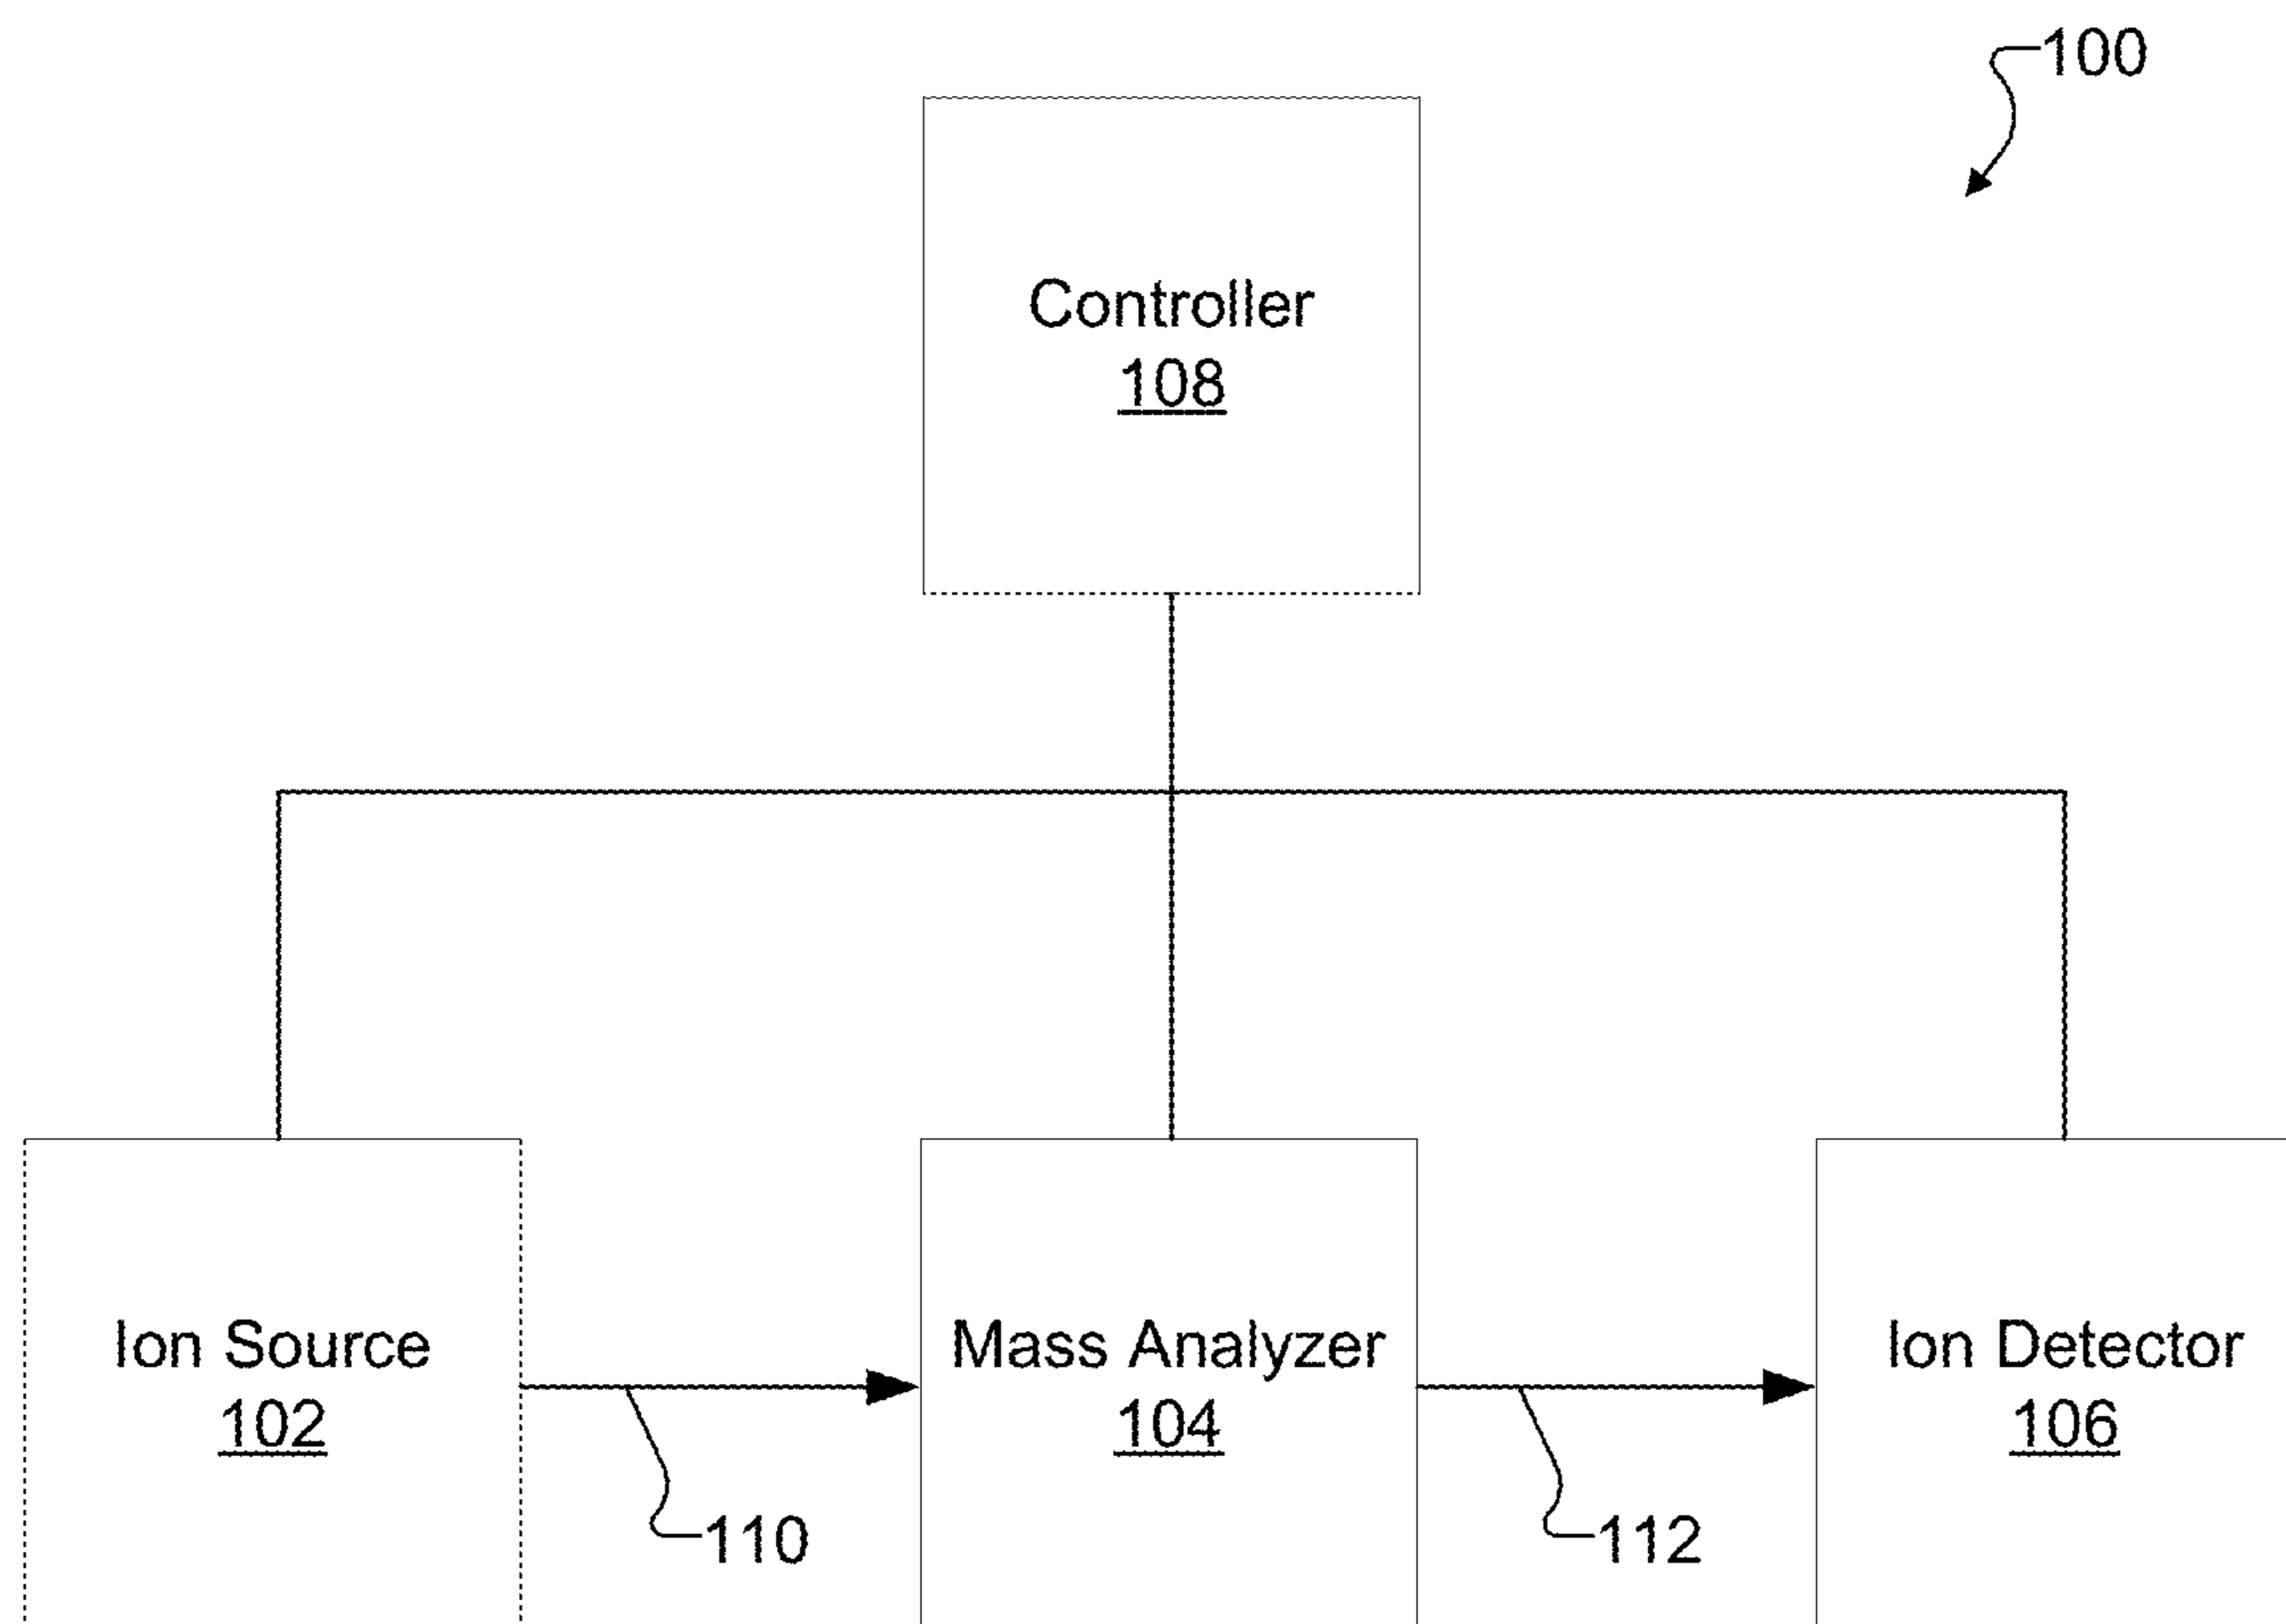 100
Controller
108
Ion Source
102
Mass Analyzer
104
Ion Detector
106
110
112